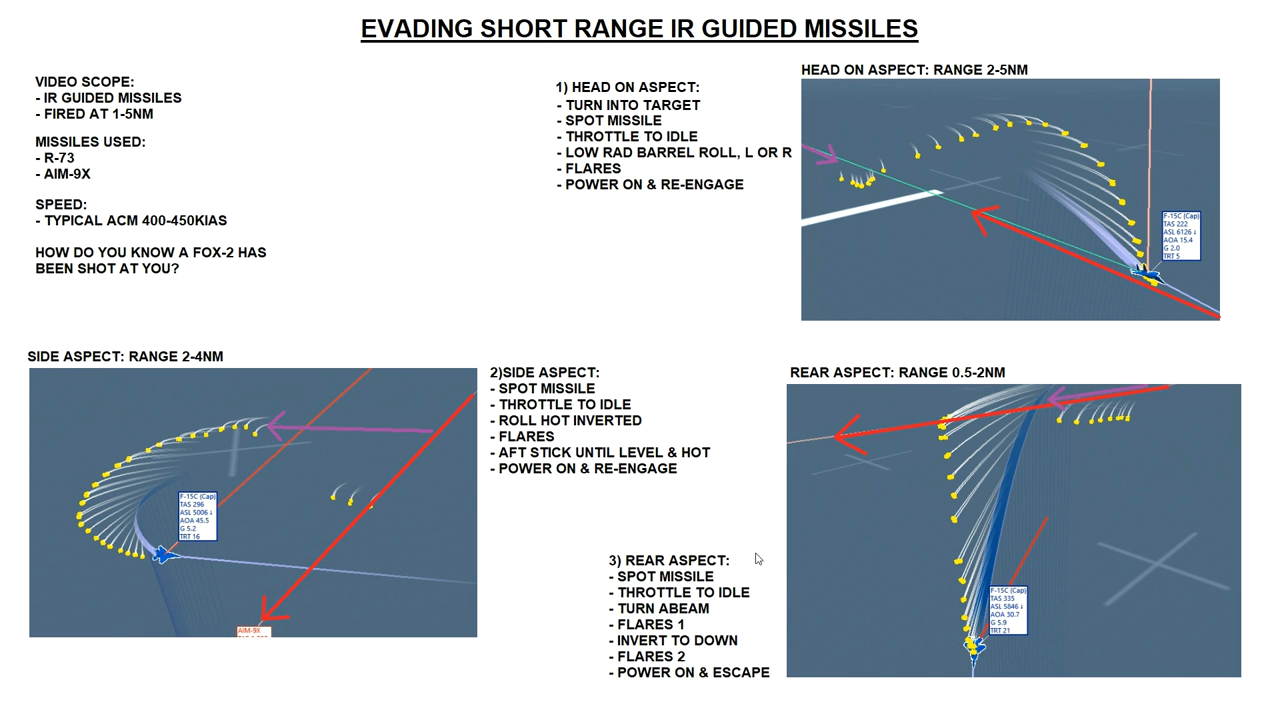 EVADING SHORT RANGE IR GUIDED MISSILES
VIDEO SCOPE:
- IR GUIDED MISSILES
- FIRED AT 1-5NM
MISSILES USED:
- R-73
- AIM-9X
SPEED:
- TYPICAL ACM 400-450KIAS
HOW DO YOU KNOW A FOX-2 HAS
BEEN SHOT AT YOU?
1) HEAD ON ASPECT:
- TURN INTO TARGET
- SPOT MISSILE
- THROTTLE TO IDLE
- LOW RAD BARREL ROLL, L OR R
- FLARES
- POWER ON & RE-ENGAGE
HEAD ON ASPECT: RANGE 2-5NM
F-15C (Cap)
TAS 222
ASL 6126 ↓
AOA 15.4
G 2.0
TRT 5
SIDE ASPECT: RANGE 2-4NM
F-15C (Cap)
TAS 296
ASL 5006 ↓
AOA 45.5
G 5.2
TRT 16
AIM-9X
2)SIDE ASPECT:
- SPOT MISSILE
- THROTTLE TO IDLE
- ROLL HOT INVERTED
- FLARES
- AFT STICK UNTIL LEVEL & HOT
- POWER ON & RE-ENGAGE
3) REAR ASPECT:
- SPOT MISSILE
- THROTTLE TO IDLE
- TURN ABEAM
- FLARES 1
- INVERT TO DOWN
- FLARES 2
- POWER ON & ESCAPE
REAR ASPECT: RANGE 0.5-2NM
F-15C (Cap)
TAS 335
ASL 5846 ↓
AOA 30.7
G 5.9
TRT 21